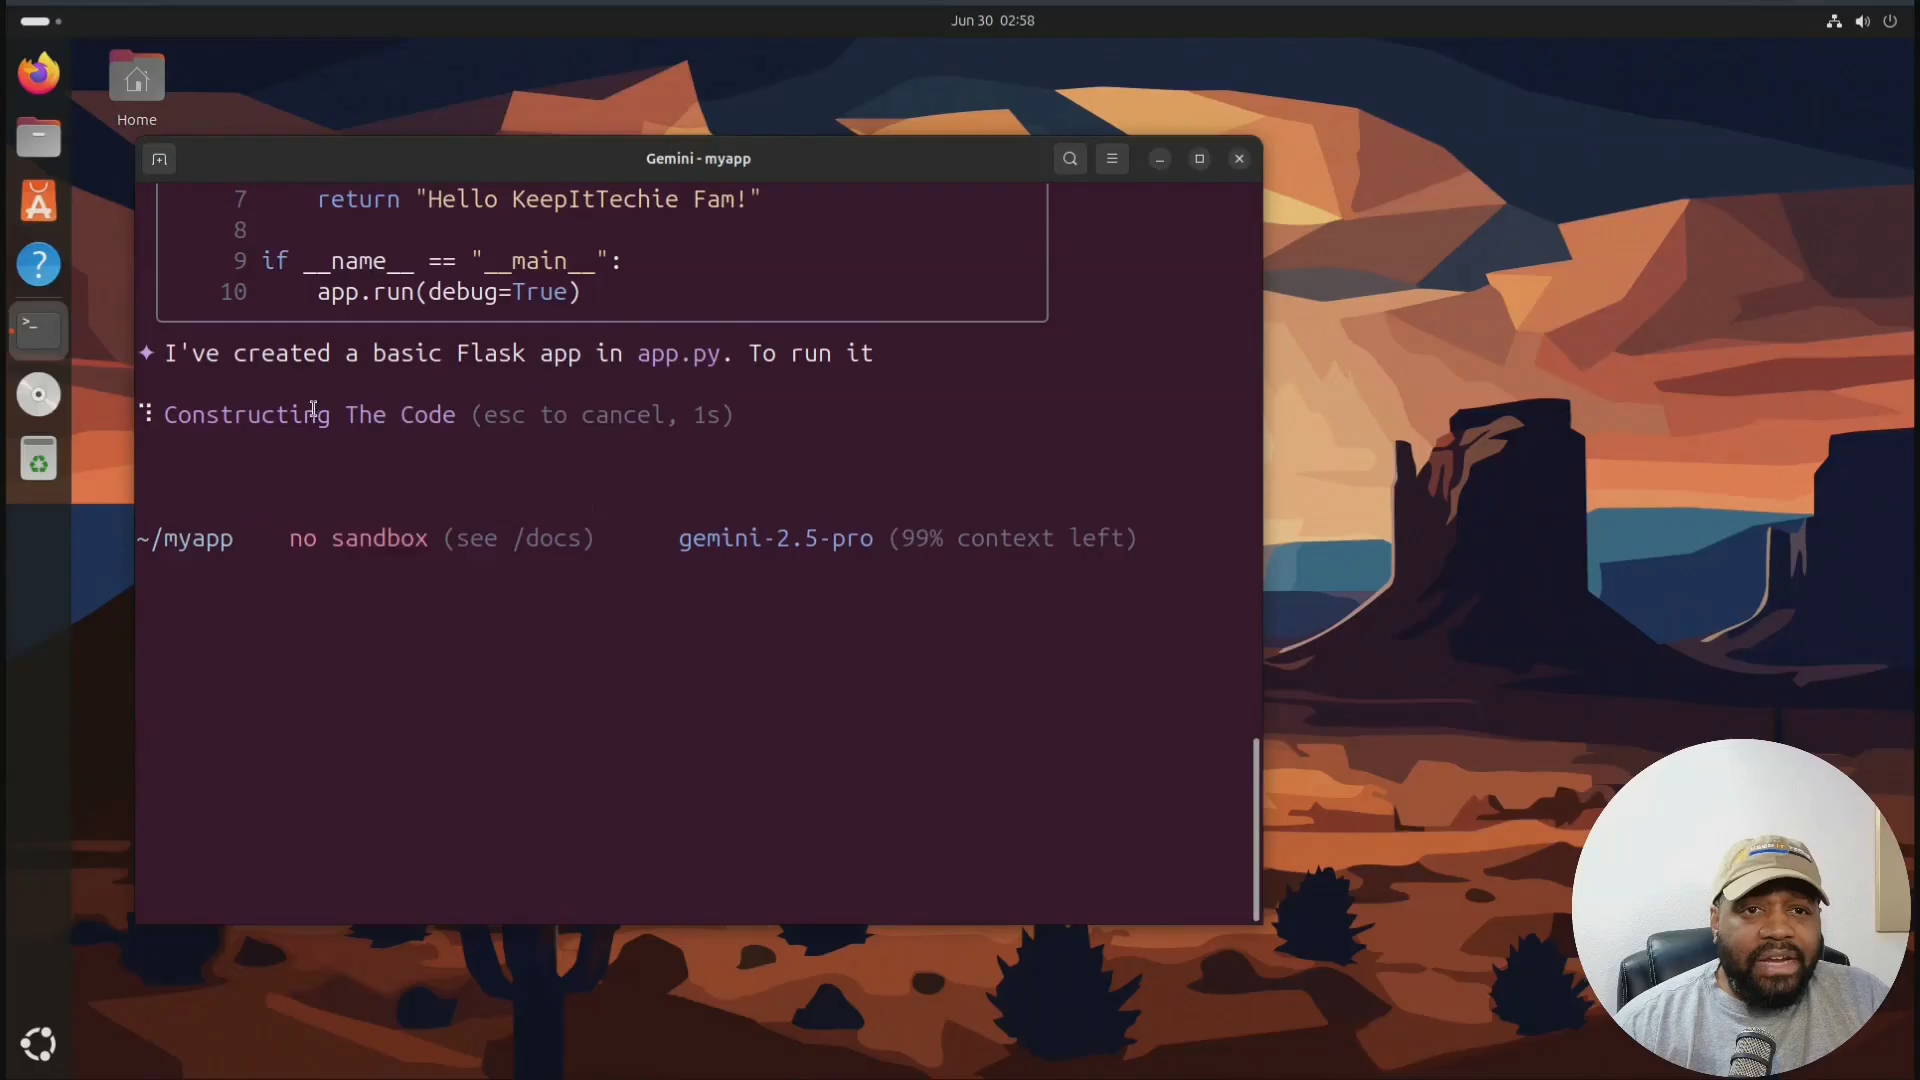 Jun 30 02:58
Home
Gemini - myapp
7 return "Hello KeepItTechie Fam!"
8
9 if __name__ == "__main__":
10 app.run(debug=True)
✦ I've created a basic Flask app in app.py. To run it
Constructing The Code (esc to cancel, 1s)
~/myapp no sandbox (see /docs) gemini-2.5-pro (99% context left)